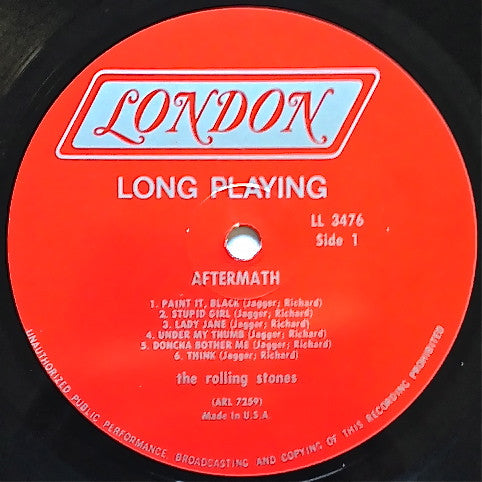 LONDON
LONG PLAYING
LL 3476
Side 1
AFTERMATH
1. PAINT IT, BLACK (Jagger; Richard)
2. STUPID GIRL (Jagger; Richard)
3. LADY JANE (Jagger; Richard)
4. UNDER MY THUMB (Jagger; Richard)
5. DONCHA BOTHER ME (Jagger; Richard)
6. THINK (Jagger; Richard)
the rolling stones
(ARL 7259)
Made in U.S.A.
UNAUTHORIZED PUBLIC PERFORMANCE, BROADCASTING AND COPYING OF THIS RECORDING PROHIBITED